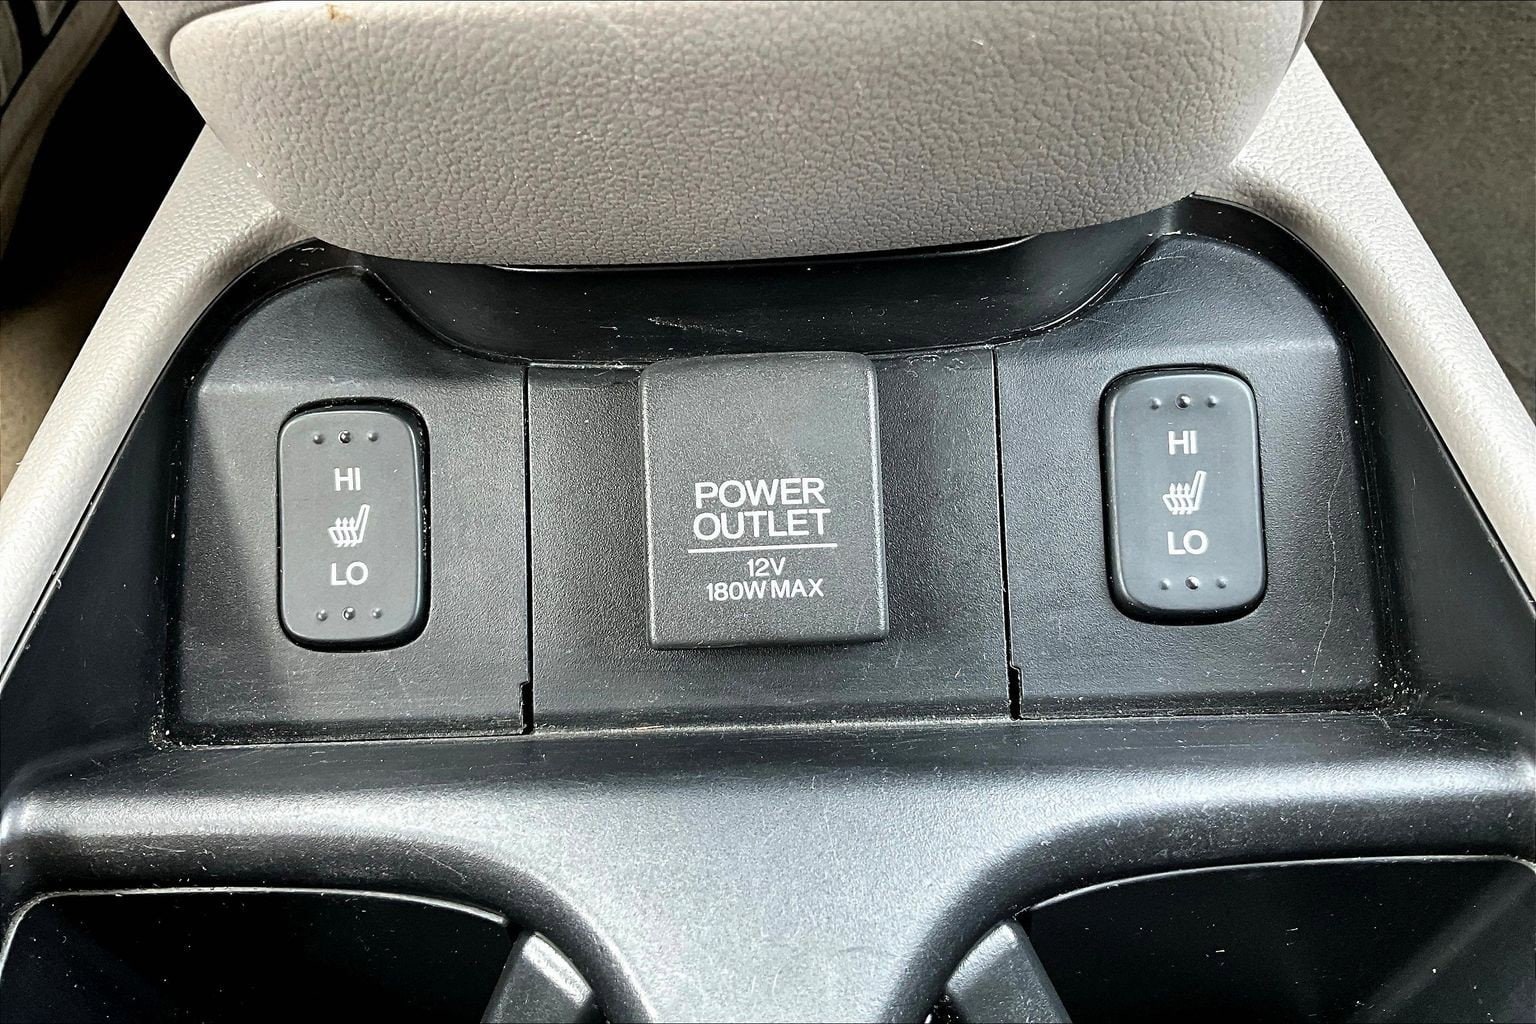 HI
LO
POWER
OUTLET
12V
180W MAX
HI
LO